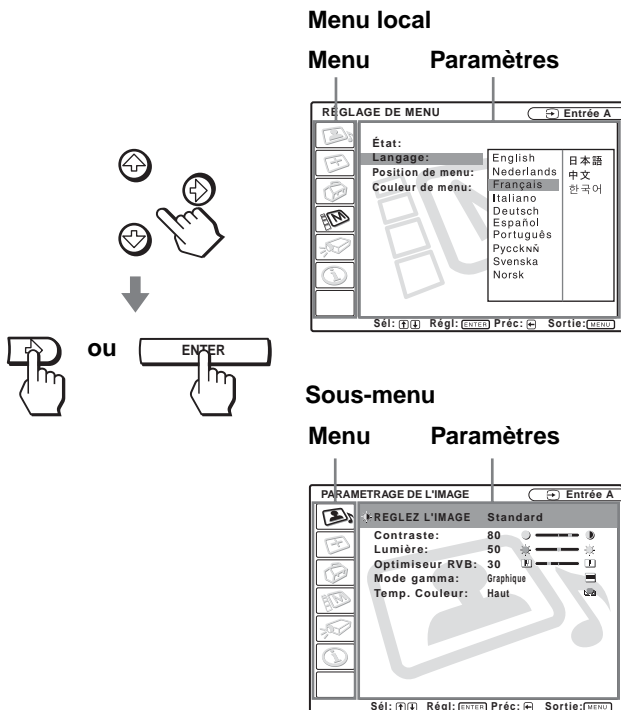 Menu local
Menu Paramètres
RÉGLAGE DE MENU Entrée A
État:
Langage:
Position de menu:
Couleur de menu:
English
Nederlands
Français
Italiano
Deutsch
Español
Português
РусскNÑ
Svenska
Norsk
日本語
中文
한국어
Sél: Régl: ENTER Préc: Sortie: MENU
ou ENTER
Sous-menu
Menu Paramètres
PARAMETRAGE DE L'IMAGE Entrée A
REGLEZ L'IMAGE Standard
Contraste: 80
Lumière: 50
Optimiseur RVB: 30
Mode gamma: Graphique
Temp. Couleur: Haut
Sél: Régl: ENTER Préc: Sortie: MENU